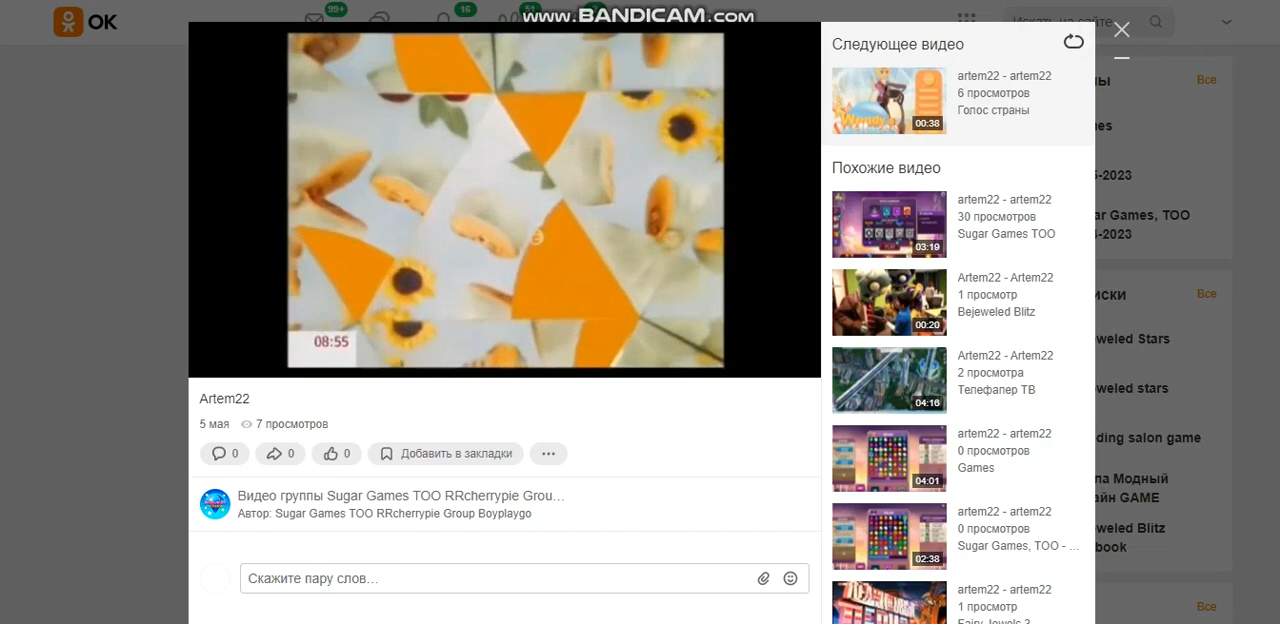 www.BANDICAM.com
OK
99+
16
51
Искать на сайте
08:55
Artem22
5 мая
7 просмотров
0
0
0
Добавить в закладки
Видео группы Sugar Games TOO RRcherrypie Grou…
Автор: Sugar Games TOO RRcherrypie Group Boyplaygo
Скажите пару слов…
Следующее видео
artem22 - artem22
6 просмотров
Голос страны
Wendy
00:38
Похожие видео
artem22 - artem22
30 просмотров
Sugar Games TOO
03:19
Artem22 - Artem22
1 просмотр
Bejeweled Blitz
00:20
Artem22 - Artem22
2 просмотра
Телефапер ТВ
04:16
artem22 - artem22
0 просмотров
Games
04:01
artem22 - artem22
0 просмотров
Sugar Games, TOO - ...
02:38
artem22 - artem22
1 просмотр
Fairy Jewels 3
Все
-2023
ar Games, TOO
-2023
Все
weled Stars
weled stars
ding salon game
ла Модный
айн GAME
weled Blitz
book
Все